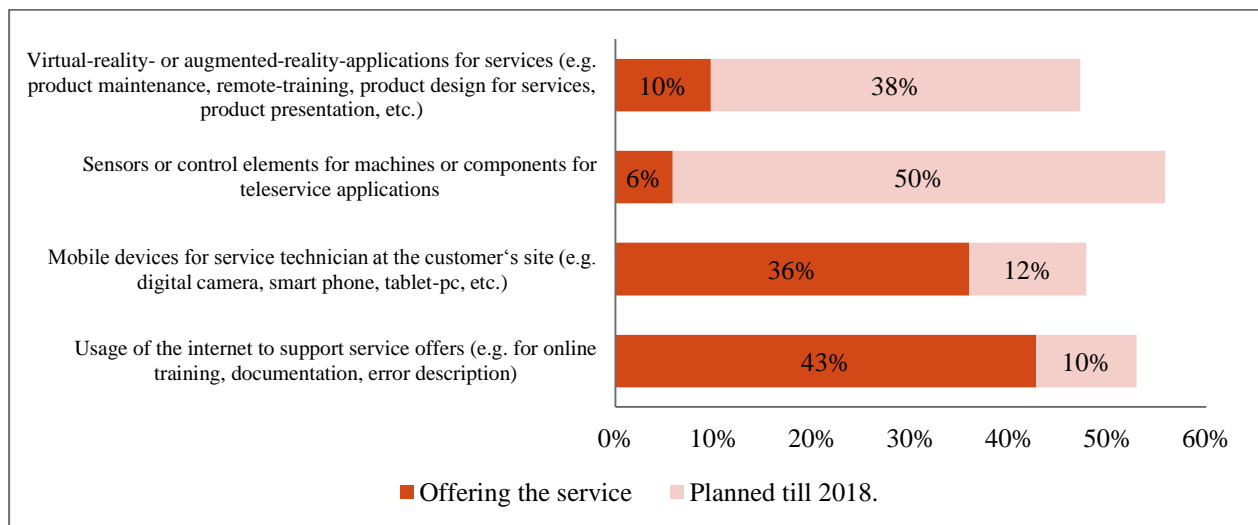 Virtual-reality- or augmented-reality-applications for services (e.g.
product maintenance, remote-training, product design for services,
product presentation, etc.)
10%
38%
Sensors or control elements for machines or components for
teleservice applications
6%
50%
Mobile devices for service technician at the customer‘s site (e.g.
digital camera, smart phone, tablet-pc, etc.)
36%
12%
Usage of the internet to support service offers (e.g. for online
training, documentation, error description)
43%
10%
0% 10% 20% 30% 40% 50% 60%
Offering the service
Planned till 2018.